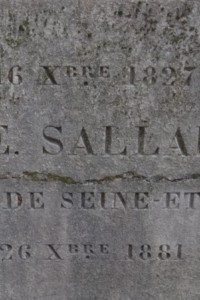 6 Xbre 1827
E. SALLA
DE SEINE-ET
26 Xbre 1881